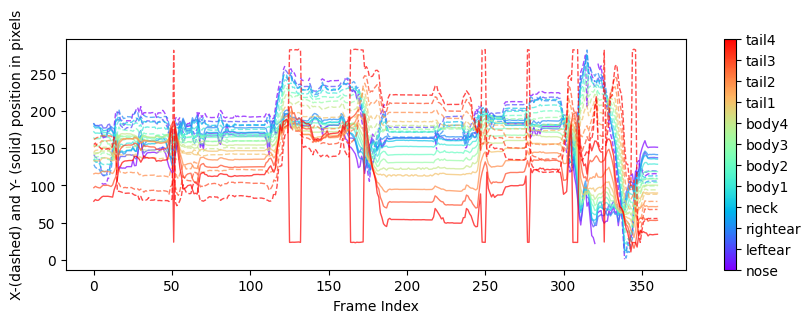 X-(dashed) and Y- (solid) position in pixels
250
200
150
100
50
0
0 50 100 150 200 250 300 350
Frame Index
tail4
tail3
tail2
tail1
body4
body3
body2
body1
neck
rightear
leftear
nose